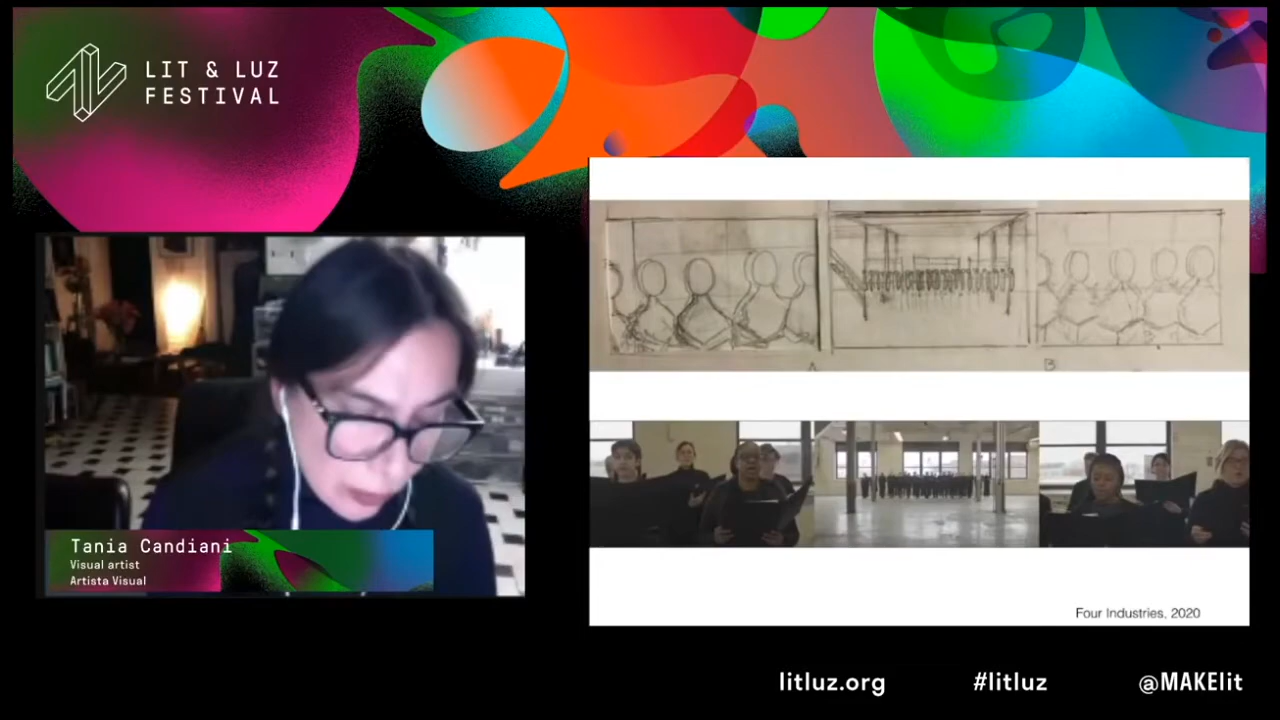 LIT & LUZ
FESTIVAL
A
B
Tania Candiani
Visual artist
Artista Visual
Four Industries, 2020
litluz.org
#litluz
@MAKElit